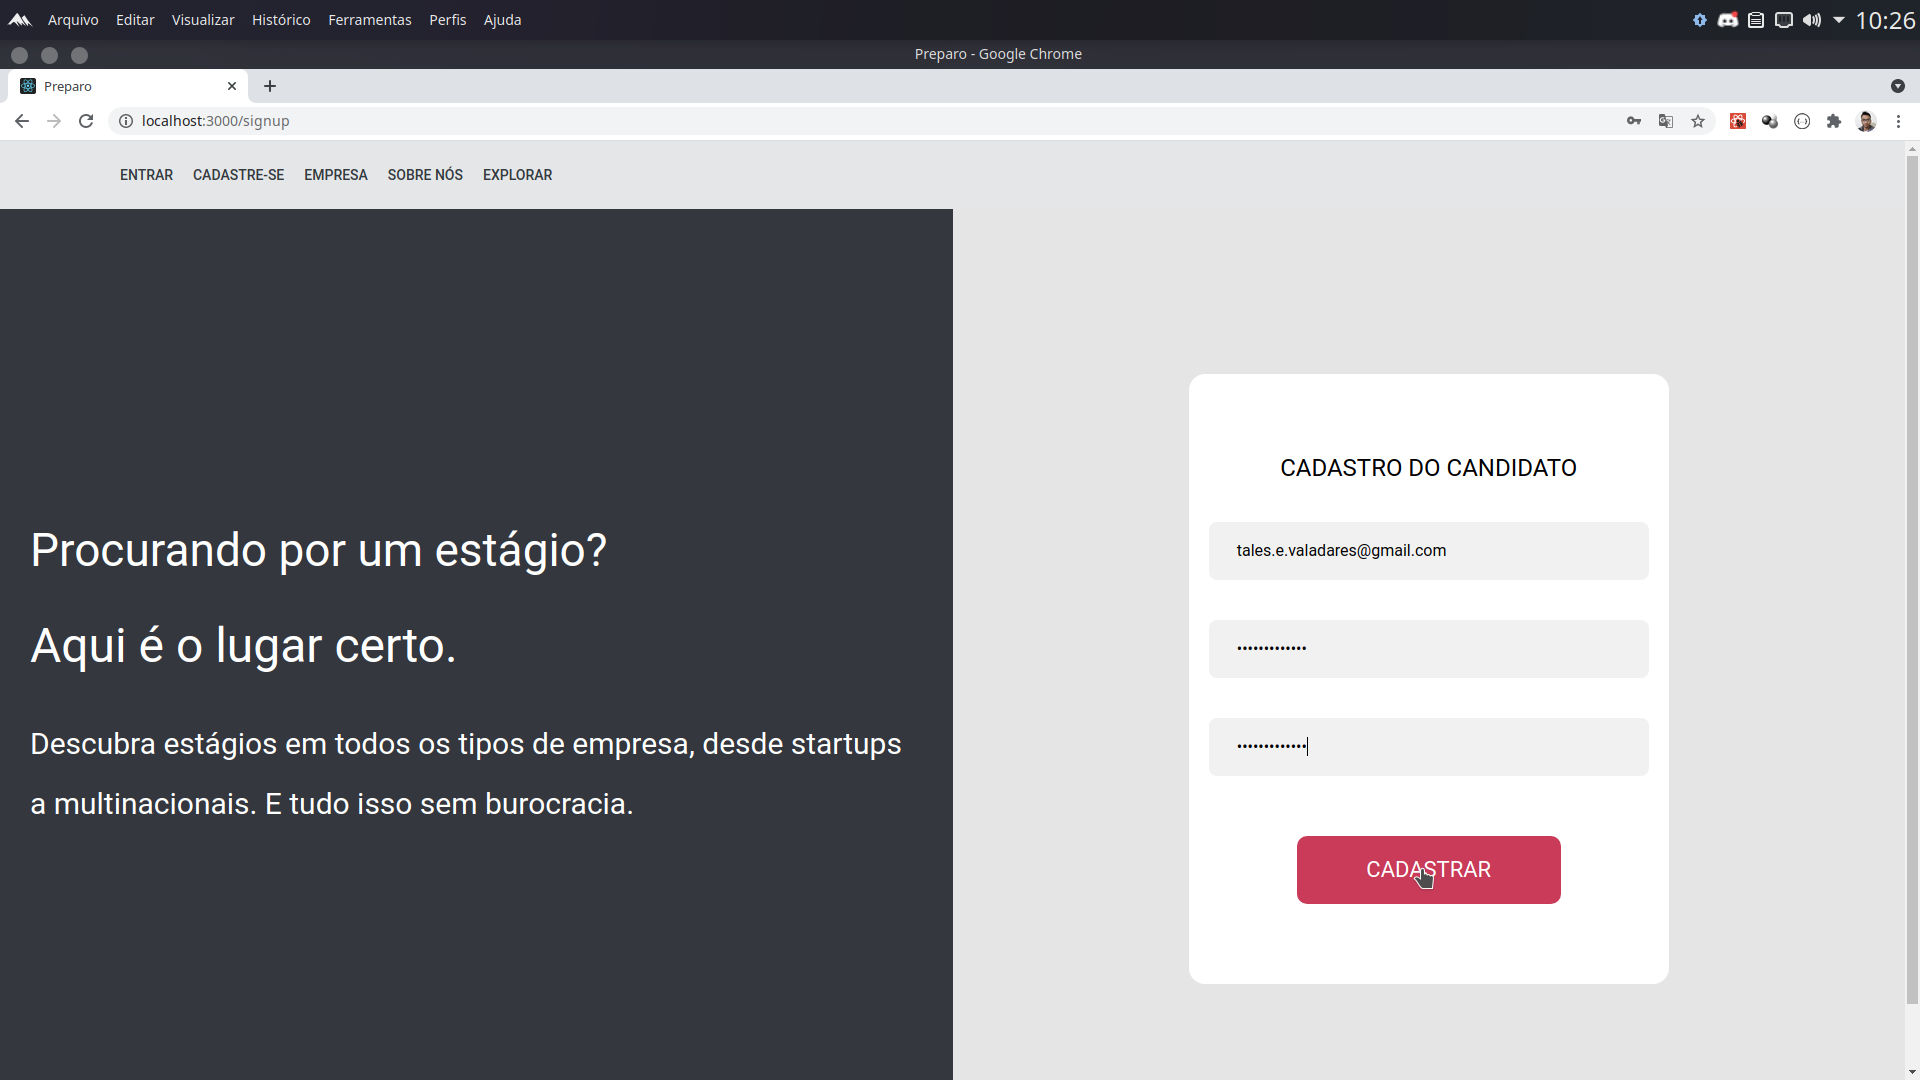 Arquivo Editar Visualizar Histórico Ferramentas Perfis Ajuda 10:26
Preparo - Google Chrome
Preparo
localhost:3000/signup
ENTRAR CADASTRE-SE EMPRESA SOBRE NÓS EXPLORAR
Procurando por um estágio?
Aqui é o lugar certo.
Descubra estágios em todos os tipos de empresa, desde startups
a multinacionais. E tudo isso sem burocracia.
CADASTRO DO CANDIDATO
tales.e.valadares@gmail.com
•••••••••••••
•••••••••••••
CADASTRAR